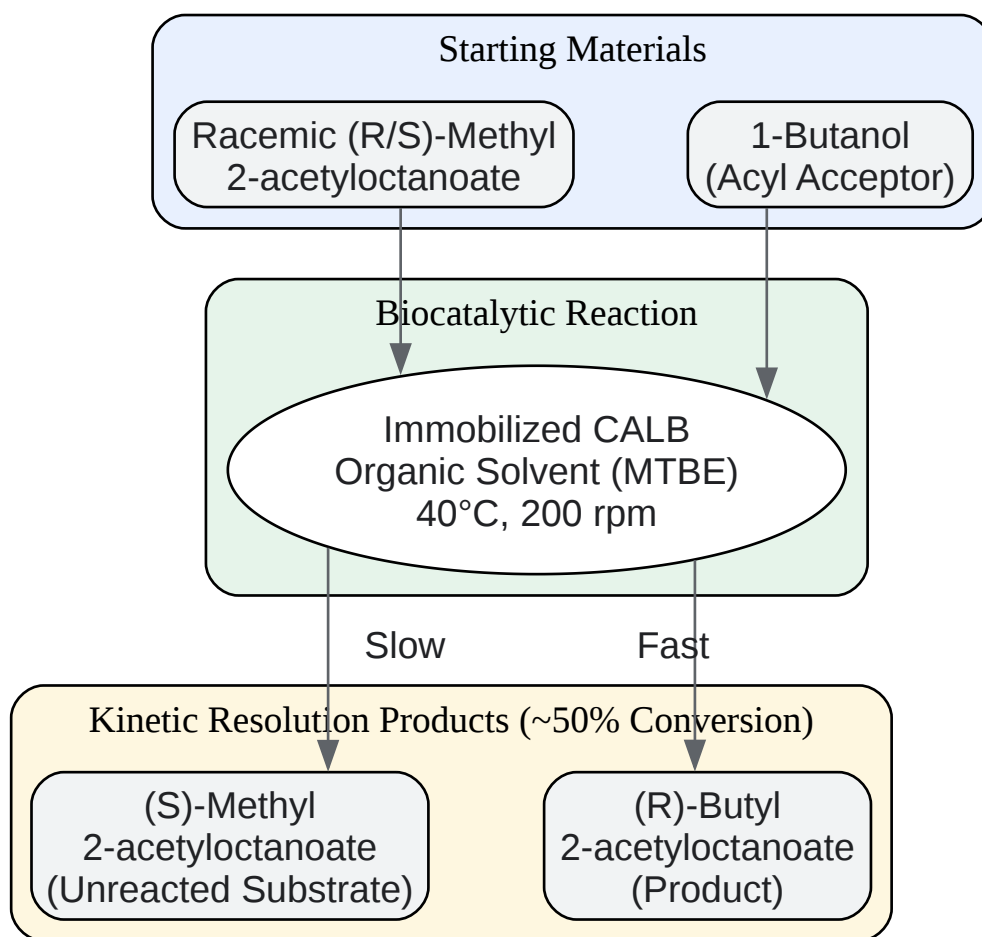 Starting Materials
Racemic (R/S)-Methyl
2-acetyloctanoate
1-Butanol
(Acyl Acceptor)
Biocatalytic Reaction
Immobilized CALB
Organic Solvent (MTBE)
40°C, 200 rpm
Slow
Fast
Kinetic Resolution Products (~50% Conversion)
(S)-Methyl
2-acetyloctanoate
(Unreacted Substrate)
(R)-Butyl
2-acetyloctanoate
(Product)